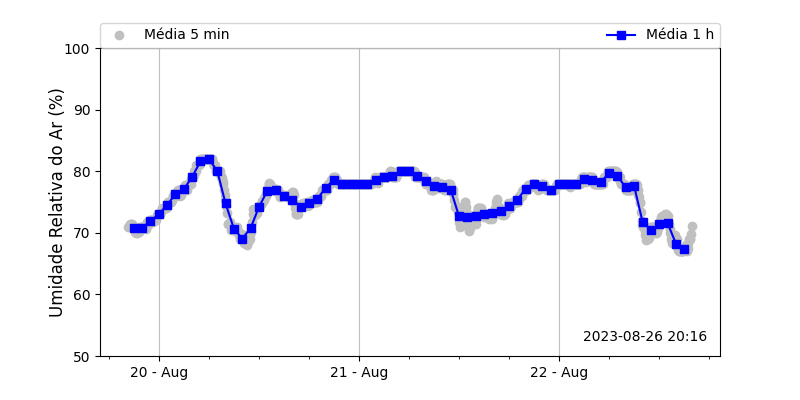 Média 5 min
Média 1 h
Umidade Relativa do Ar (%)
100
90
80
70
60
50
2023-08-26 20:16
20 - Aug
21 - Aug
22 - Aug